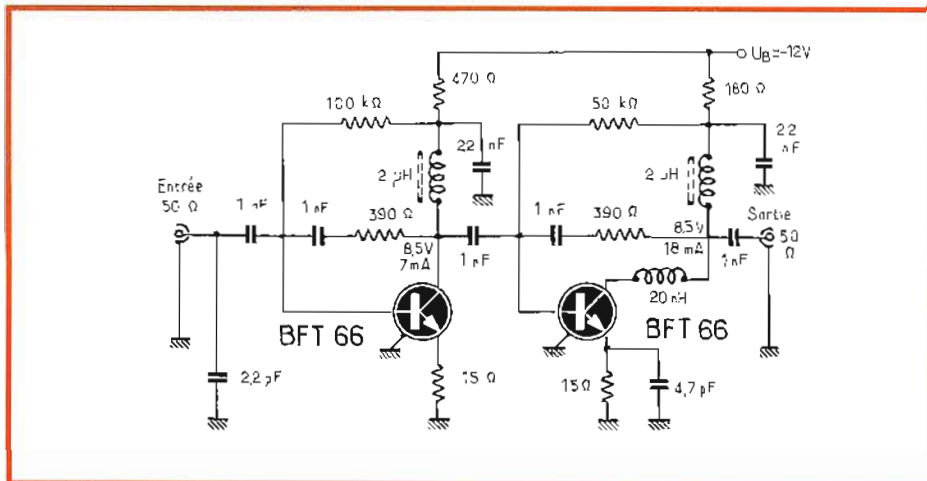 UB=-12V
470 Ω
180 Ω
100 kΩ
50 kΩ
22 nF
22 nF
2 µH
2 µH
Entrée
50 Ω
1 nF
1 nF
390 Ω
1 nF
390 Ω
Sortie
50 Ω
8,5V
7mA
1 nF
8,5V
18 mA
1 nF
20 nH
BFT 66
BFT 66
2,2 pF
15 Ω
15 Ω
4,7 pF